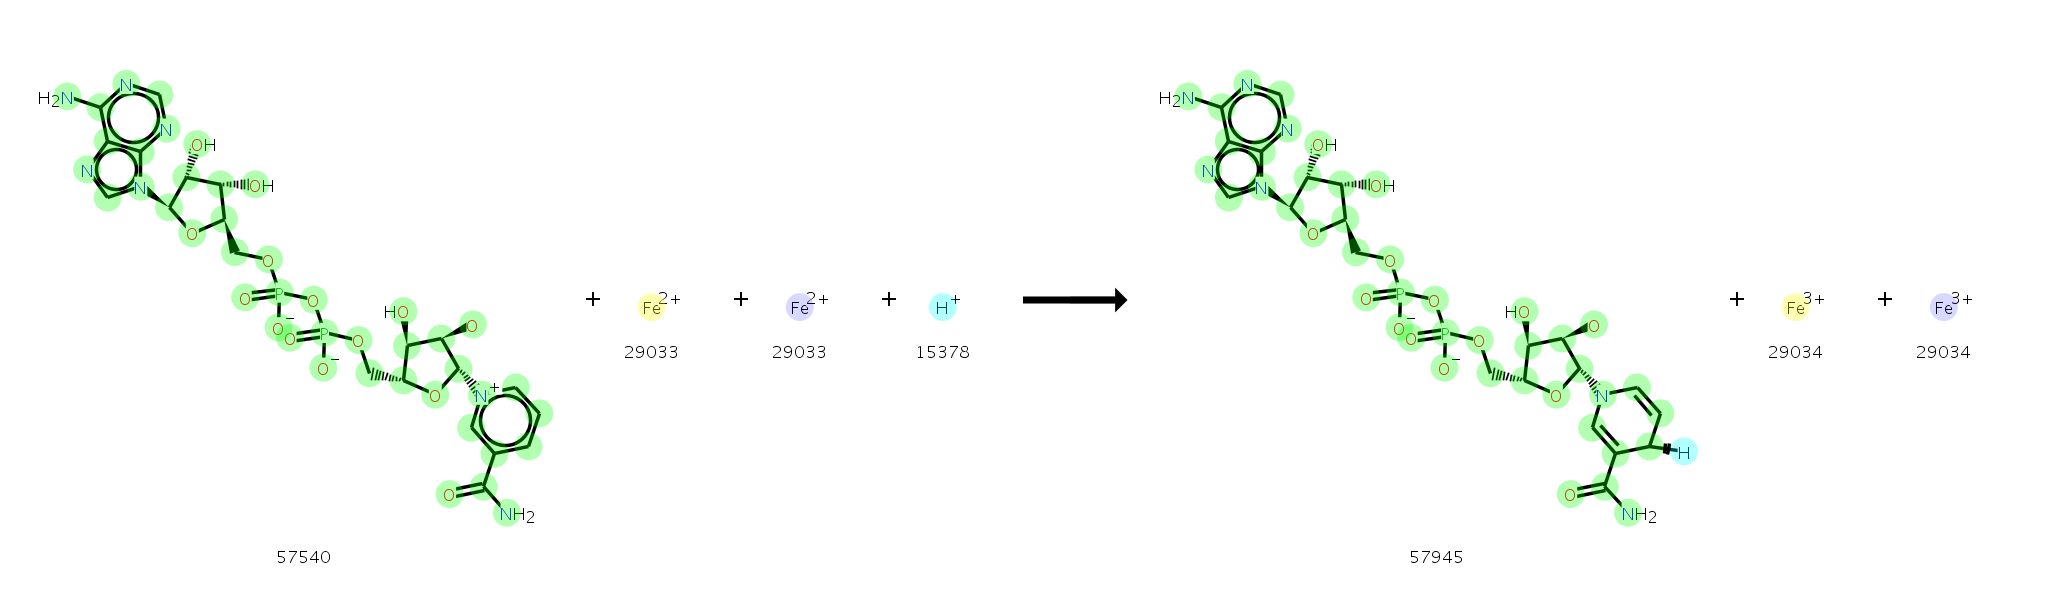 H2N N N N N OH OH O O O P O O− O P O O− O HO O O N+ O NH2
+ Fe2+ + Fe2+ + H+
H2N N N N N OH OH O O O P O O− O P O O− O HO O O N H O NH2
+ Fe3+ + Fe3+
29033 29033 15378 29034 29034
57540 57945